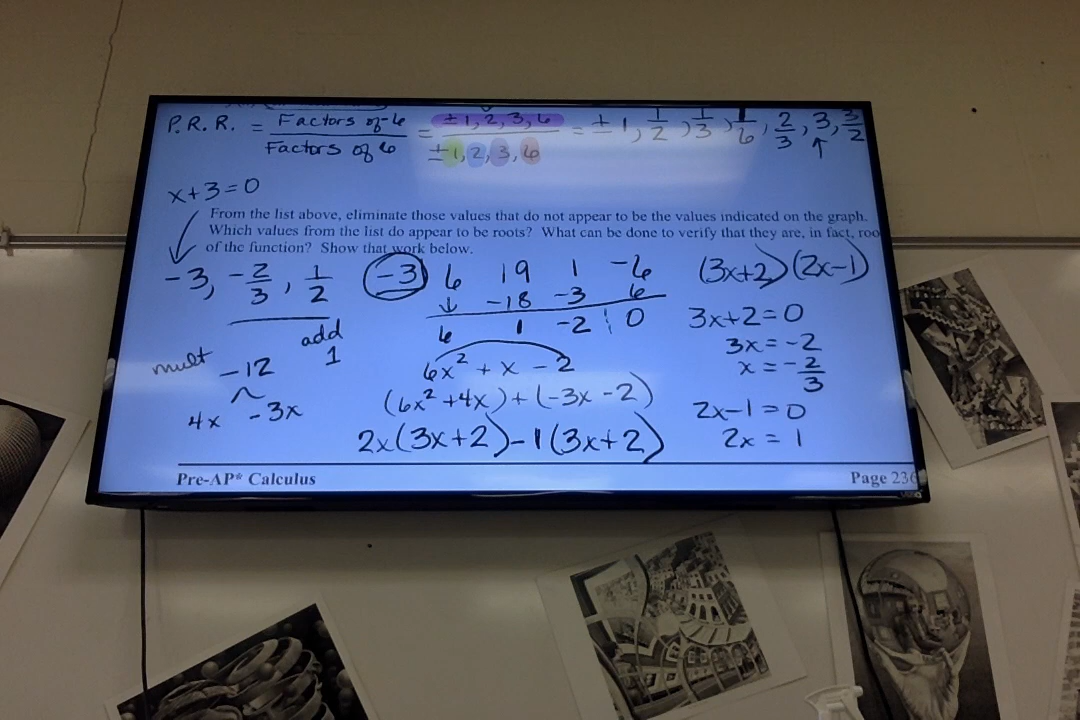 P.R.R. = Factors of -6 / Factors of 6 = ±1, 2, 3, 6 / ±1, 2, 3, 6 = ±1, 1/2, 1/3, 1/6, 2/3, 3, 3/2
↑
x+3=0
From the list above, eliminate those values that do not appear to be the values indicated on the graph.
Which values from the list do appear to be roots? What can be done to verify that they are, in fact, roo
of the function? Show that work below.
-3, -2/3, 1/2
mult -12
add 1
4x -3x
-3 6 19 1 -6
↓ -18 -3 6
6 1 -2 0
6x² + x - 2
(6x² +4x) + (-3x -2)
2x(3x+2) -1(3x+2)
(3x+2)(2x-1)
3x+2=0
3x = -2
x = -2/3
2x-1=0
2x = 1
Pre-AP* Calculus
Page 236